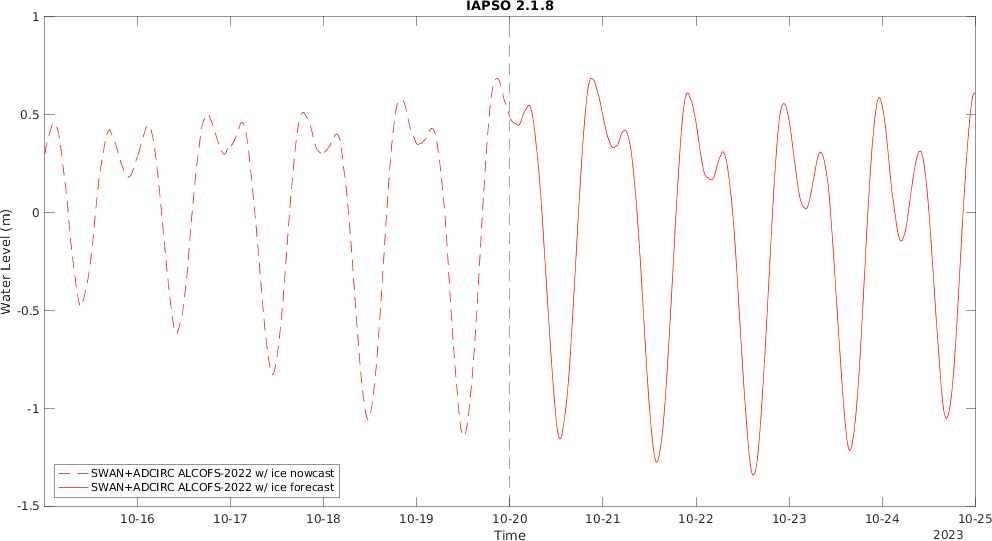 IAPSO 2.1.8
1
0.5
0
-0.5
-1
-1.5
Water Level (m)
SWAN+ADCIRC ALCOFS-2022 w/ ice nowcast
SWAN+ADCIRC ALCOFS-2022 w/ ice forecast
10-16 10-17 10-18 10-19 10-20 10-21 10-22 10-23 10-24 10-25
Time
2023